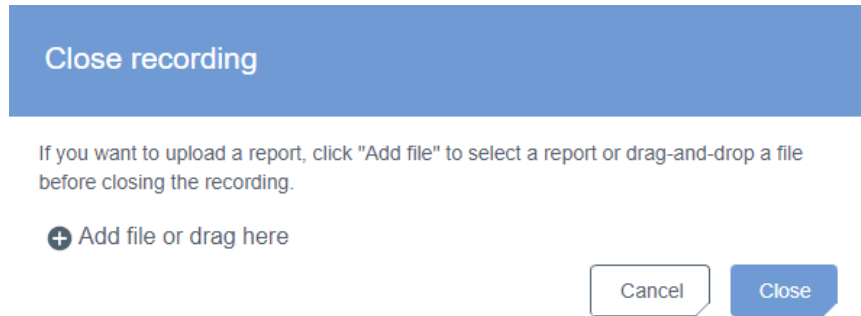 Close recording
If you want to upload a report, click "Add file" to select a report or drag-and-drop a file
before closing the recording.
Add file or drag here
Cancel
Close